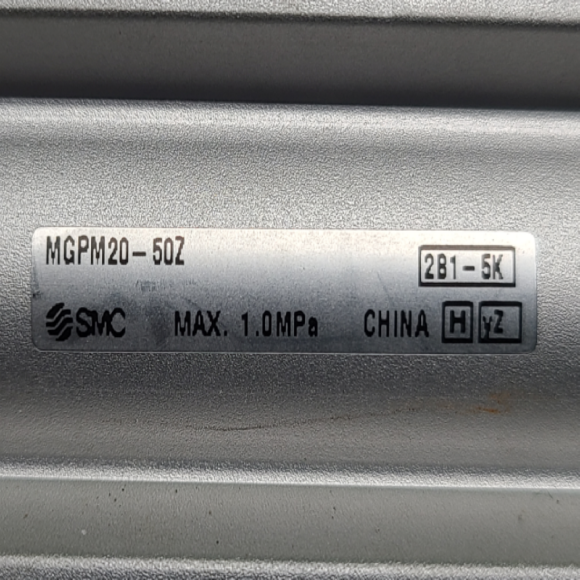 MGPM20-50Z
2B1-5K
SMC MAX. 1.0MPa CHINA H yZ